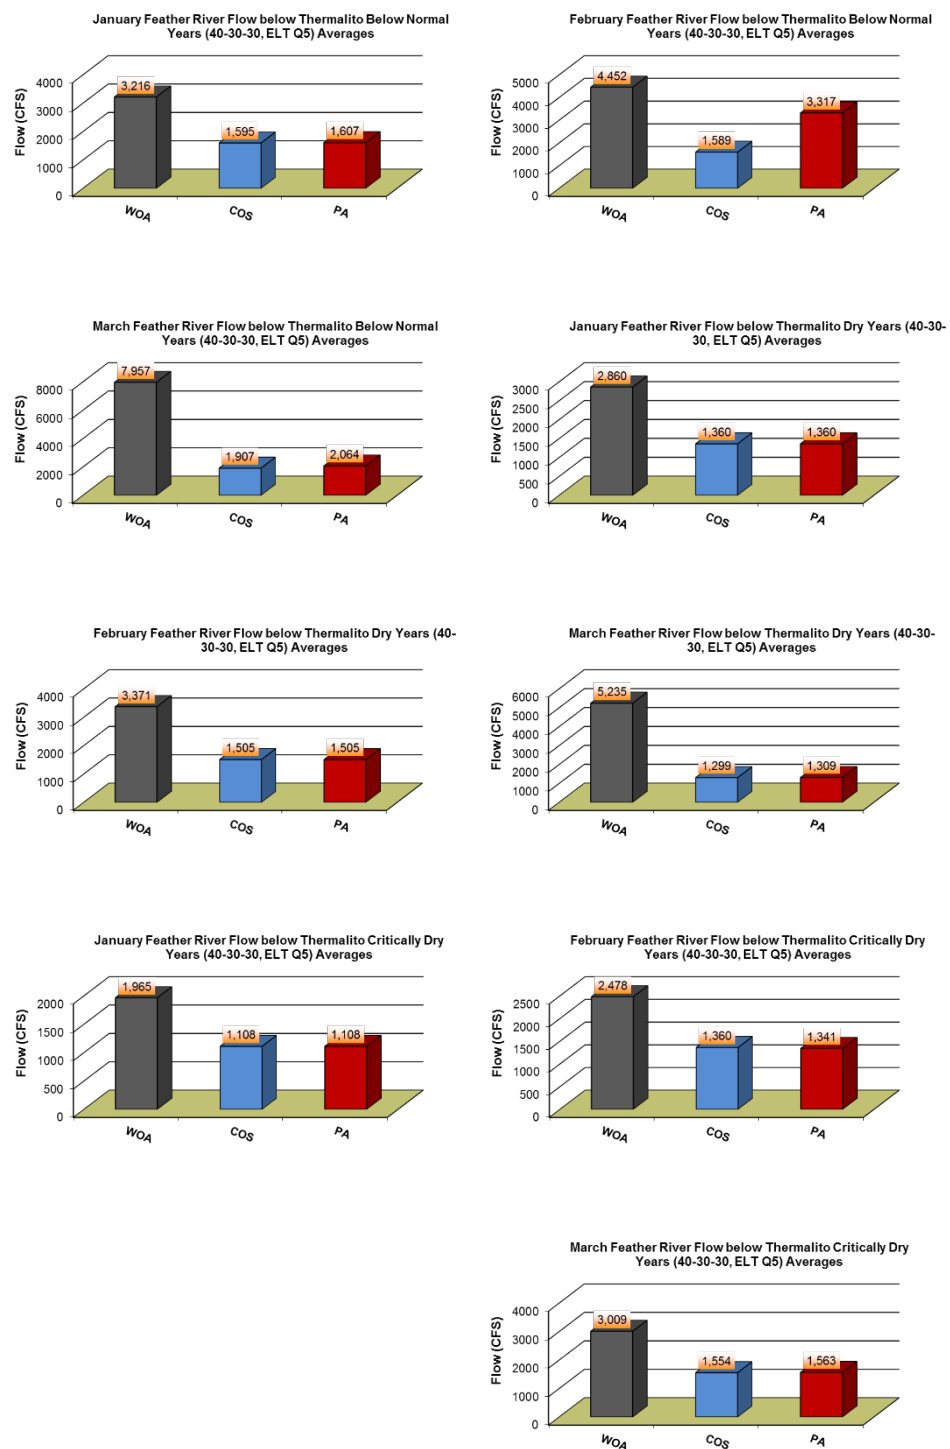 January Feather River Flow below Thermalito Below Normal
Years (40-30-30, ELT Q5) Averages
Flow (CFS)
4000
3000
2000
1000
0
3,216
1,595
1,607
WOA
COS
PA
February Feather River Flow below Thermalito Below Normal
Years (40-30-30, ELT Q5) Averages
Flow (CFS)
5000
4000
3000
2000
1000
0
4,452
1,589
3,317
WOA
COS
PA
March Feather River Flow below Thermalito Below Normal
Years (40-30-30, ELT Q5) Averages
Flow (CFS)
8000
6000
4000
2000
0
7,957
1,907
2,064
WOA
COS
PA
January Feather River Flow below Thermalito Dry Years (40-30-
30, ELT Q5) Averages
Flow (CFS)
3000
2500
2000
1500
1000
500
0
2,860
1,360
1,360
WOA
COS
PA
February Feather River Flow below Thermalito Dry Years (40-
30-30, ELT Q5) Averages
Flow (CFS)
4000
3000
2000
1000
0
3,371
1,505
1,505
WOA
COS
PA
March Feather River Flow below Thermalito Dry Years (40-30-
30, ELT Q5) Averages
Flow (CFS)
6000
5000
4000
3000
2000
1000
0
5,235
1,299
1,309
WOA
COS
PA
January Feather River Flow below Thermalito Critically Dry
Years (40-30-30, ELT Q5) Averages
Flow (CFS)
2000
1500
1000
500
0
1,965
1,108
1,108
WOA
COS
PA
February Feather River Flow below Thermalito Critically Dry
Years (40-30-30, ELT Q5) Averages
Flow (CFS)
2500
2000
1500
1000
500
0
2,478
1,360
1,341
WOA
COS
PA
March Feather River Flow below Thermalito Critically Dry
Years (40-30-30, ELT Q5) Averages
Flow (CFS)
4000
3000
2000
1000
0
3,009
1,554
1,563
WOA
COS
PA